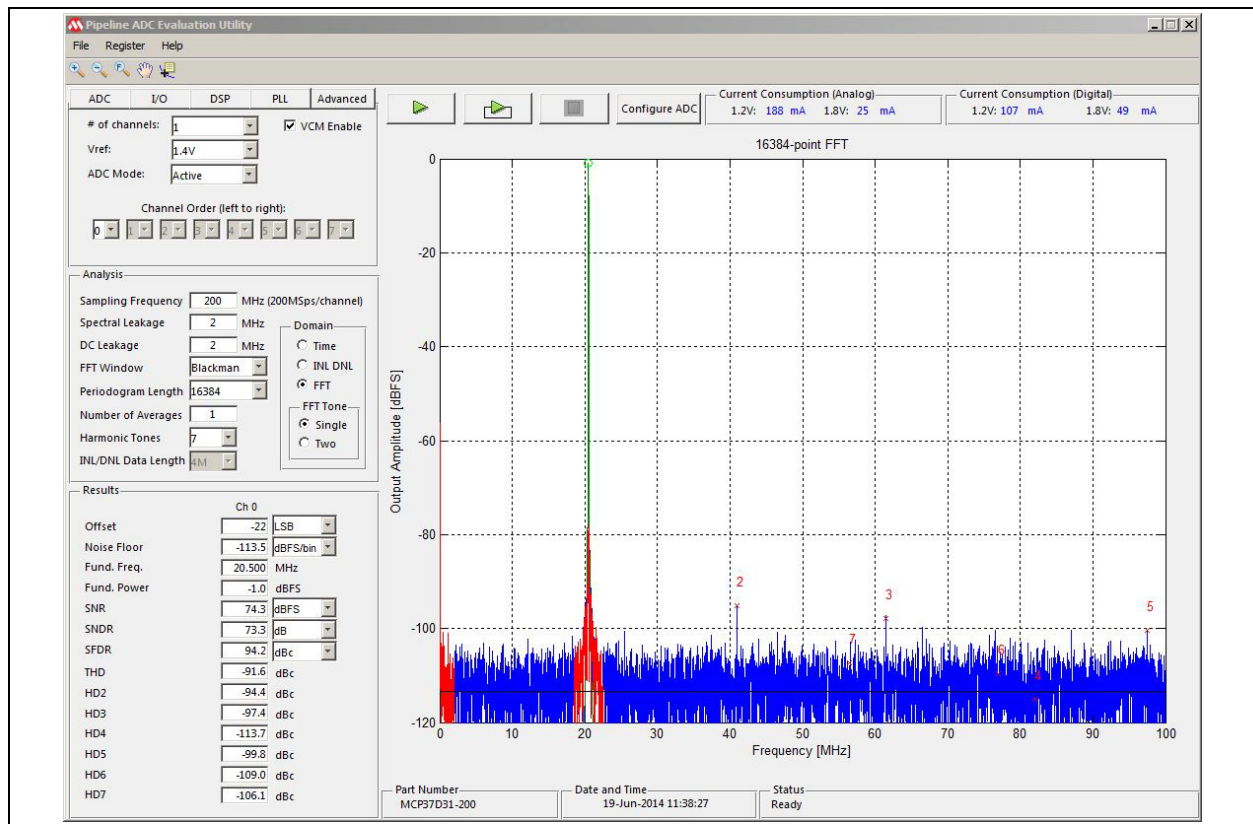 Pipeline ADC Evaluation Utility
File Register Help
ADC I/O DSP PLL Advanced
# of channels: 1 VCM Enable
Vref: 1.4V
ADC Mode: Active
Channel Order (left to right):
0 1 2 3 4 5 6 7
Configure ADC
Current Consumption (Analog)
1.2V: 188 mA 1.8V: 25 mA
Current Consumption (Digital)
1.2V: 107 mA 1.8V: 49 mA
Analysis
Sampling Frequency 200 MHz (200MSps/channel)
Spectral Leakage 2 MHz
DC Leakage 2 MHz
FFT Window Blackman
Periodogram Length 16384
Number of Averages 1
Harmonic Tones 7
INL/DNL Data Length 4M
Domain
Time
INL DNL
FFT
FFT Tone
Single
Two
Results
Ch 0
Offset -22 LSB
Noise Floor -113.5 dBFS/bin
Fund. Freq. 20.500 MHz
Fund. Power -1.0 dBFS
SNR 74.3 dBFS
SNDR 73.3 dB
SFDR 94.2 dBc
THD -91.6 dBc
HD2 -94.4 dBc
HD3 -97.4 dBc
HD4 -113.7 dBc
HD5 -99.8 dBc
HD6 -109.0 dBc
HD7 -106.1 dBc
16384-point FFT
Output Amplitude [dBFS]
0
-20
-40
-60
-80
-100
-120
2
3
5
7
6
4
0 10 20 30 40 50 60 70 80 90 100
Frequency [MHz]
Part Number
MCP37D31-200
Date and Time
19-Jun-2014 11:38:27
Status
Ready